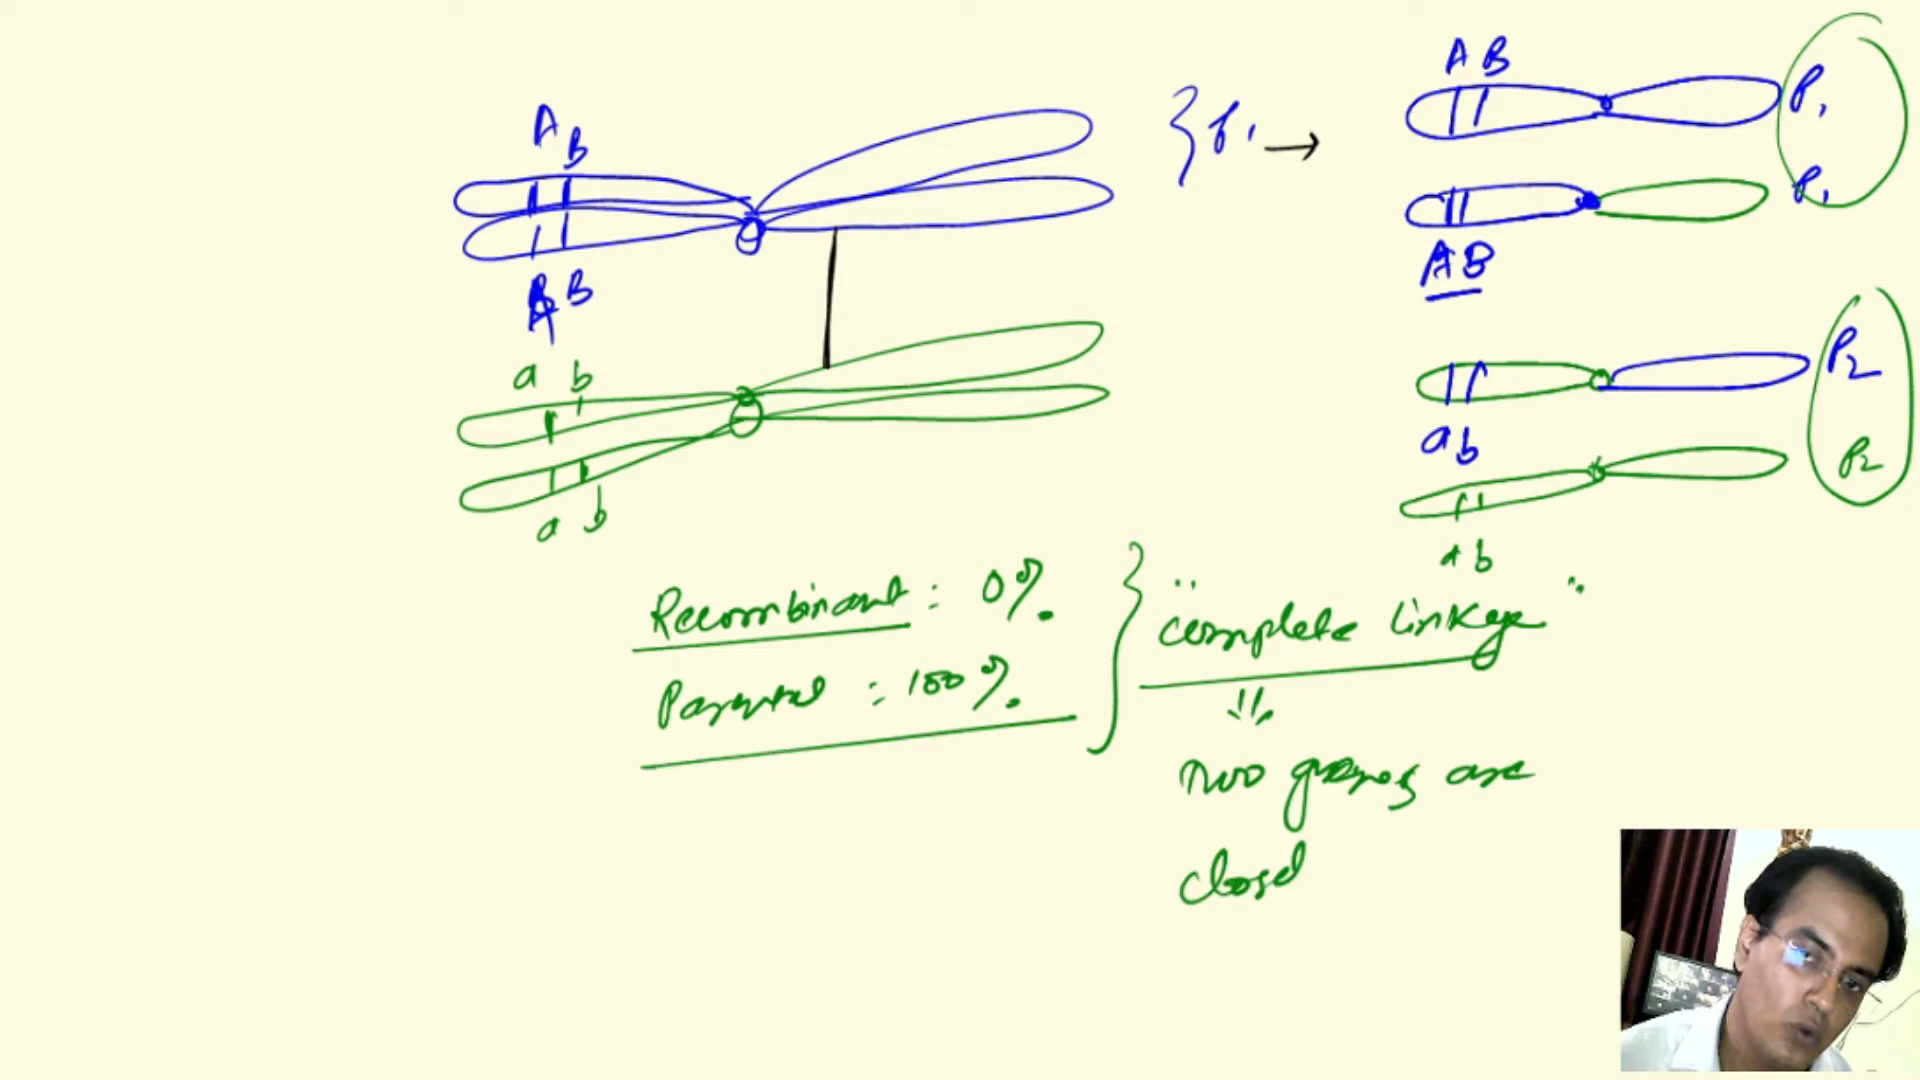 A B
A B
a b
a b
} f1 →
A B
P1
P1
A B
P2
a b
P2
a b
Recombinant : 0%
Parental : 100%
"complete linkage"
two genes are
closed